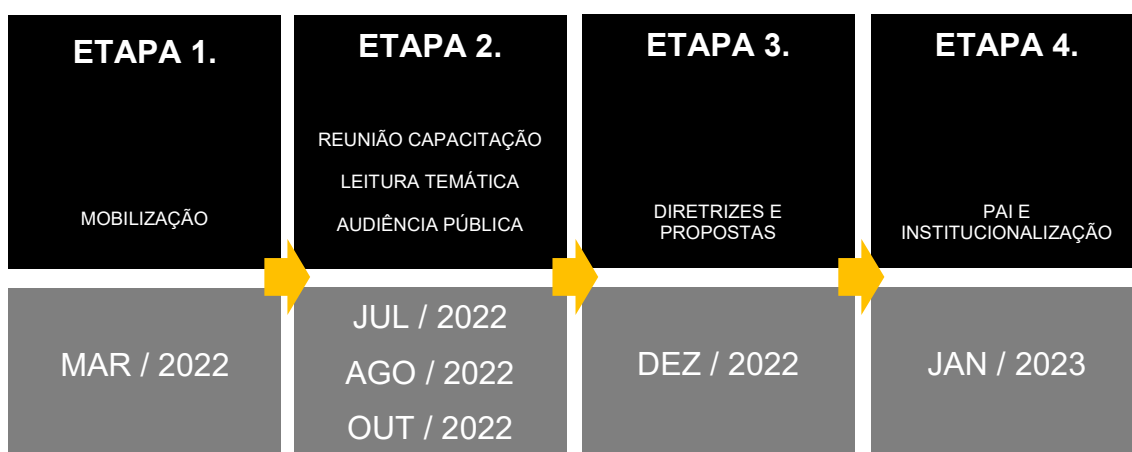 ETAPA 1.
MOBILIZAÇÃO
MAR / 2022
ETAPA 2.
REUNIÃO CAPACITAÇÃO
LEITURA TEMÁTICA
AUDIÊNCIA PÚBLICA
JUL / 2022
AGO / 2022
OUT / 2022
ETAPA 3.
DIRETRIZES E
PROPOSTAS
DEZ / 2022
ETAPA 4.
PAI E
INSTITUCIONALIZAÇÃO
JAN / 2023